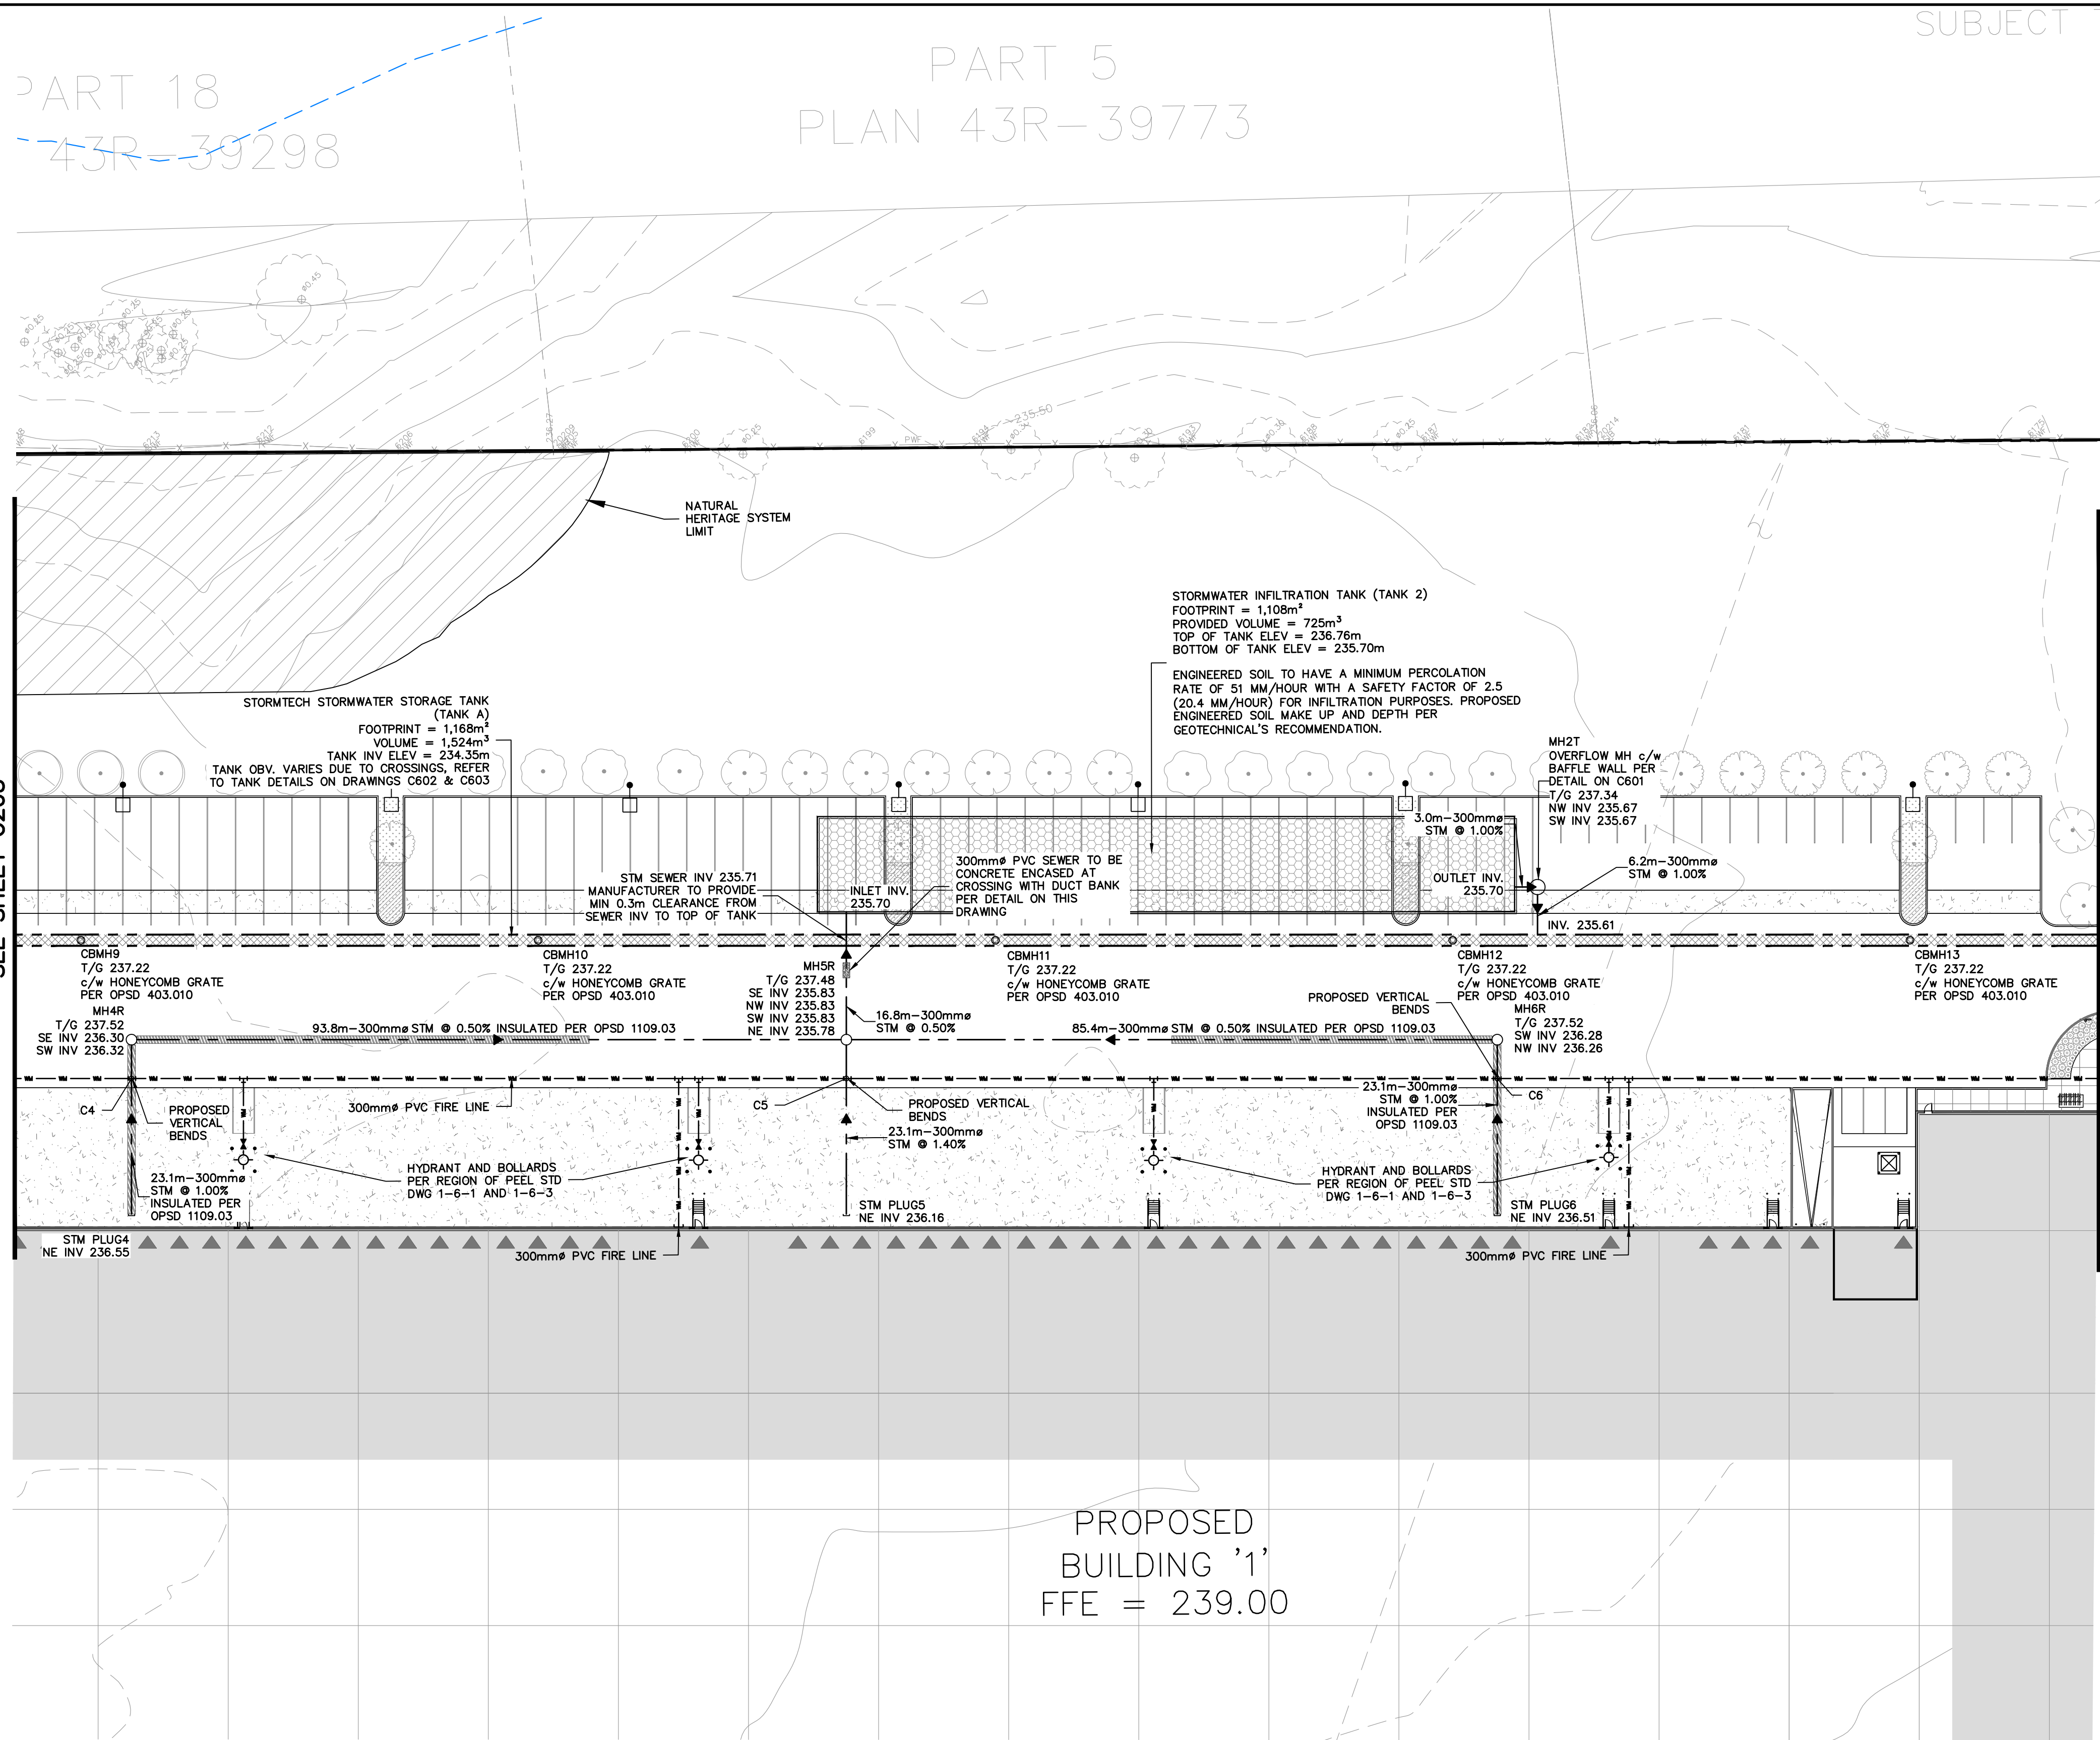 SUBJECT
PART 18
43R-39298
PART 5
PLAN 43R-39773
ø0.45
ø0.25
235.50
6213
6212
6206
6200
ø0.25
6199
PWF
6194
6188
ø0.25
6187
6181
6176
NATURAL
HERITAGE SYSTEM
LIMIT
STORMWATER INFILTRATION TANK (TANK 2)
FOOTPRINT = 1,108m²
PROVIDED VOLUME = 725m³
TOP OF TANK ELEV = 236.76m
BOTTOM OF TANK ELEV = 235.70m
ENGINEERED SOIL TO HAVE A MINIMUM PERCOLATION
RATE OF 51 MM/HOUR WITH A SAFETY FACTOR OF 2.5
(20.4 MM/HOUR) FOR INFILTRATION PURPOSES. PROPOSED
ENGINEERED SOIL MAKE UP AND DEPTH PER
GEOTECHNICAL'S RECOMMENDATION.
STORMTECH STORMWATER STORAGE TANK
(TANK A)
FOOTPRINT = 1,168m²
VOLUME = 1,524m³
TANK INV ELEV = 234.35m
TANK OBV. VARIES DUE TO CROSSINGS, REFER
TO TANK DETAILS ON DRAWINGS C602 & C603
MH2T
OVERFLOW MH c/w
BAFFLE WALL PER
DETAIL ON C601
T/G 237.34
NW INV 235.67
SW INV 235.67
3.0m-300mmø
STM @ 1.00%
6.2m-300mmø
STM @ 1.00%
STM SEWER INV 235.71
MANUFACTURER TO PROVIDE
MIN 0.3m CLEARANCE FROM
SEWER INV TO TOP OF TANK
INLET INV.
235.70
300mmø PVC SEWER TO BE
CONCRETE ENCASED AT
CROSSING WITH DUCT BANK
PER DETAIL ON THIS
DRAWING
OUTLET INV.
235.70
INV. 235.61
CBMH9
T/G 237.22
c/w HONEYCOMB GRATE
PER OPSD 403.010
CBMH10
T/G 237.22
c/w HONEYCOMB GRATE
PER OPSD 403.010
CBMH11
T/G 237.22
c/w HONEYCOMB GRATE
PER OPSD 403.010
CBMH12
T/G 237.22
c/w HONEYCOMB GRATE
PER OPSD 403.010
CBMH13
T/G 237.22
c/w HONEYCOMB GRATE
PER OPSD 403.010
MH4R
T/G 237.52
SE INV 236.30
SW INV 236.32
93.8m-300mmø STM @ 0.50% INSULATED PER OPSD 1109.03
MH5R
T/G 237.48
SE INV 235.83
NW INV 235.83
SW INV 235.83
NE INV 235.78
16.8m-300mmø
STM @ 0.50%
85.4m-300mmø STM @ 0.50% INSULATED PER OPSD 1109.03
PROPOSED VERTICAL
BENDS
MH6R
T/G 237.52
SW INV 236.28
NW INV 236.26
C4
PROPOSED
VERTICAL
BENDS
300mmø PVC FIRE LINE
C5
PROPOSED VERTICAL
BENDS
23.1m-300mmø
STM @ 1.40%
23.1m-300mmø
STM @ 1.00%
INSULATED PER
OPSD 1109.03
C6
23.1m-300mmø
STM @ 1.00%
INSULATED PER
OPSD 1109.03
HYDRANT AND BOLLARDS
PER REGION OF PEEL STD
DWG 1-6-1 AND 1-6-3
HYDRANT AND BOLLARDS
PER REGION OF PEEL STD
DWG 1-6-1 AND 1-6-3
STM PLUG4
NE INV 236.55
STM PLUG5
NE INV 236.16
STM PLUG6
NE INV 236.51
300mmø PVC FIRE LINE
300mmø PVC FIRE LINE
PROPOSED
BUILDING '1'
FFE = 239.00